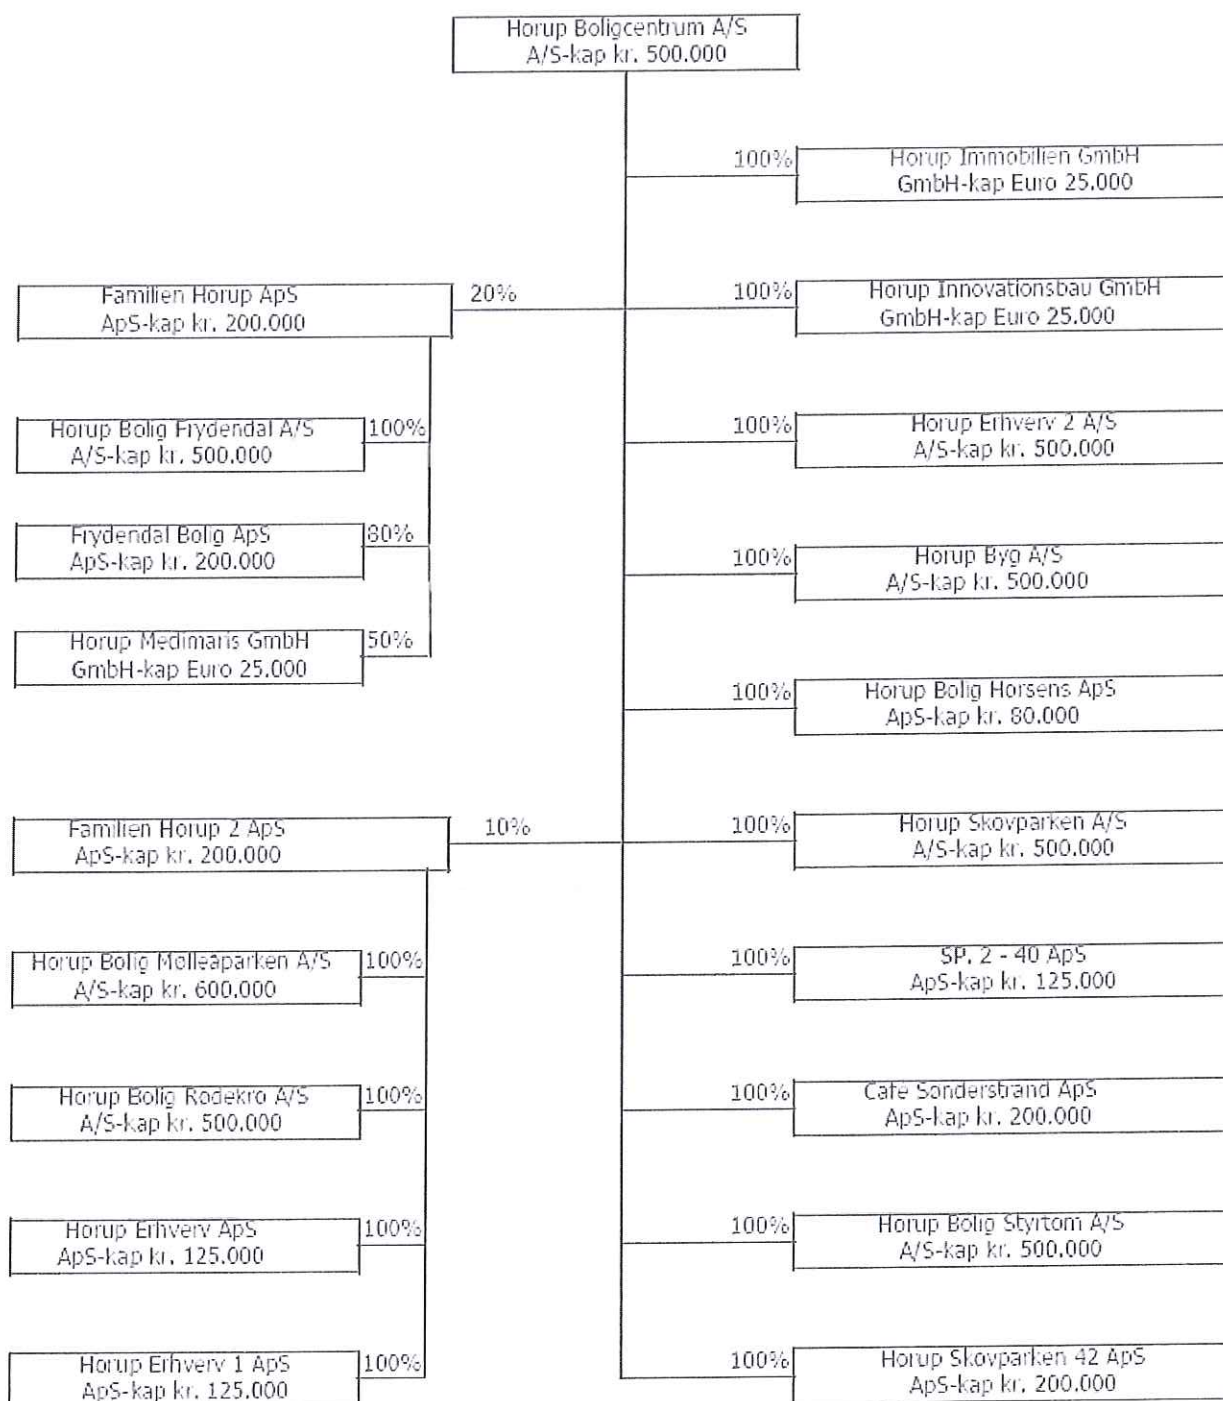 Horup Boligcentrum A/S
A/S-kap kr. 500.000
100%
Horup Immobilien GmbH
GmbH-kap Euro 25.000
Familien Horup ApS
ApS-kap kr. 200.000
20%
100%
Horup Innovationsbau GmbH
GmbH-kap Euro 25.000
Horup Bolig Frydendal A/S
A/S-kap kr. 500.000
100%
100%
Horup Erhverv 2 A/S
A/S-kap kr. 500.000
Frydendal Bolig ApS
ApS-kap kr. 200.000
80%
100%
Horup Byg A/S
A/S-kap kr. 500.000
Horup Medimaris GmbH
GmbH-kap Euro 25.000
50%
100%
Horup Bolig Horsens ApS
ApS-kap kr. 80.000
Familien Horup 2 ApS
ApS-kap kr. 200.000
10%
100%
Horup Skovparken A/S
A/S-kap kr. 500.000
Horup Bolig Mølleåparken A/S
A/S-kap kr. 600.000
100%
100%
SP. 2 - 40 ApS
ApS-kap kr. 125.000
Horup Bolig Rødekro A/S
A/S-kap kr. 500.000
100%
100%
Cafe Sønderstrand ApS
ApS-kap kr. 200.000
Horup Erhverv ApS
ApS-kap kr. 125.000
100%
100%
Horup Bolig Styrtom A/S
A/S-kap kr. 500.000
Horup Erhverv 1 ApS
ApS-kap kr. 125.000
100%
100%
Horup Skovparken 42 ApS
ApS-kap kr. 200.000